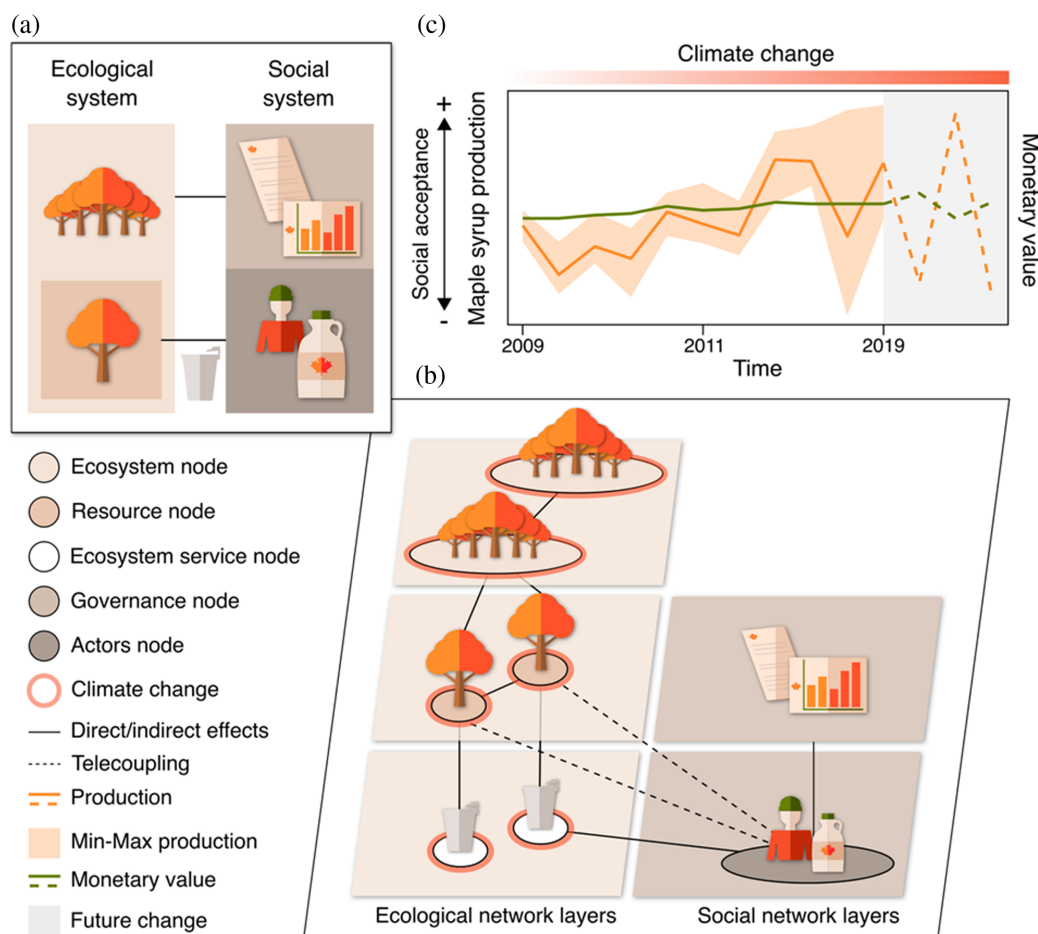 (a)
Ecological
system
Social
system
(c)
Climate change
+
Social acceptance
-
Maple syrup production
Monetary value
2009
2011
2019
Time
(b)
Ecosystem node
Resource node
Ecosystem service node
Governance node
Actors node
Climate change
Direct/indirect effects
Telecoupling
Production
Min-Max production
Monetary value
Future change
Ecological network layers
Social network layers